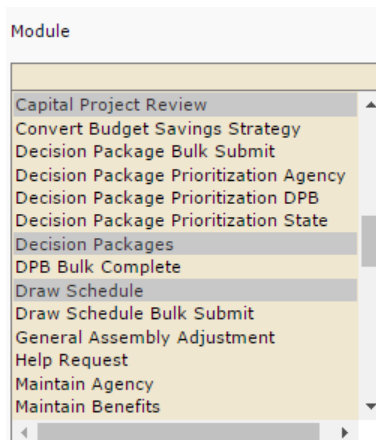 Module
Capital Project Review
Convert Budget Savings Strategy
Decision Package Bulk Submit
Decision Package Prioritization Agency
Decision Package Prioritization DPB
Decision Package Prioritization State
Decision Packages
DPB Bulk Complete
Draw Schedule
Draw Schedule Bulk Submit
General Assembly Adjustment
Help Request
Maintain Agency
Maintain Benefits